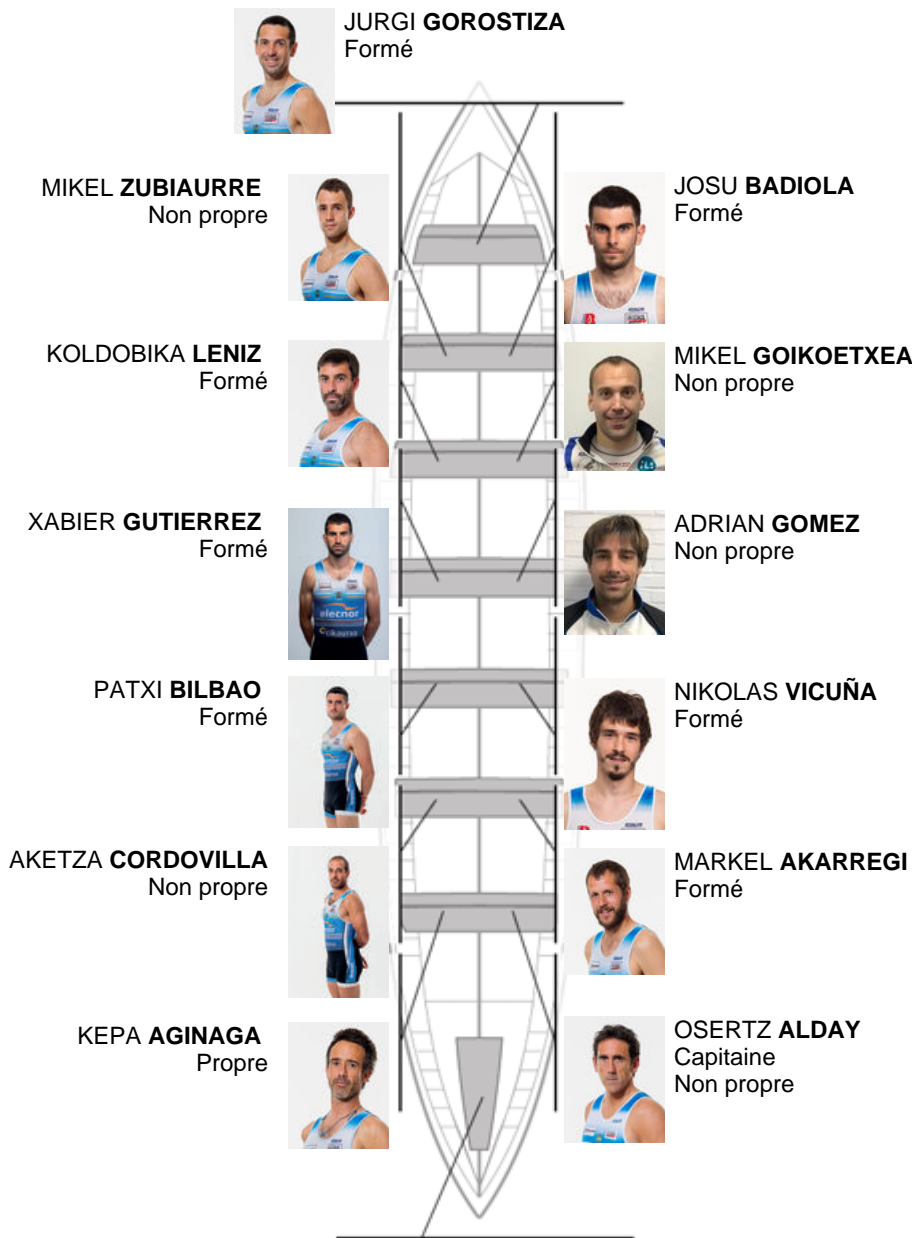 JURGI GOROSTIZA
Formé
MIKEL ZUBIAURRE
Non propre
JOSU BADIOLA
Formé
KOLDOBIKA LENIZ
Formé
MIKEL GOIKOETXEA
Non propre
XABIER GUTIERREZ
Formé
elecnor
cikautxo
ADRIAN GOMEZ
Non propre
PATXI BILBAO
Formé
NIKOLAS VICUÑA
Formé
AKETZA CORDOVILLA
Non propre
MARKEL AKARREGI
Formé
KEPA AGINAGA
Propre
OSERTZ ALDAY
Capitaine
Non propre